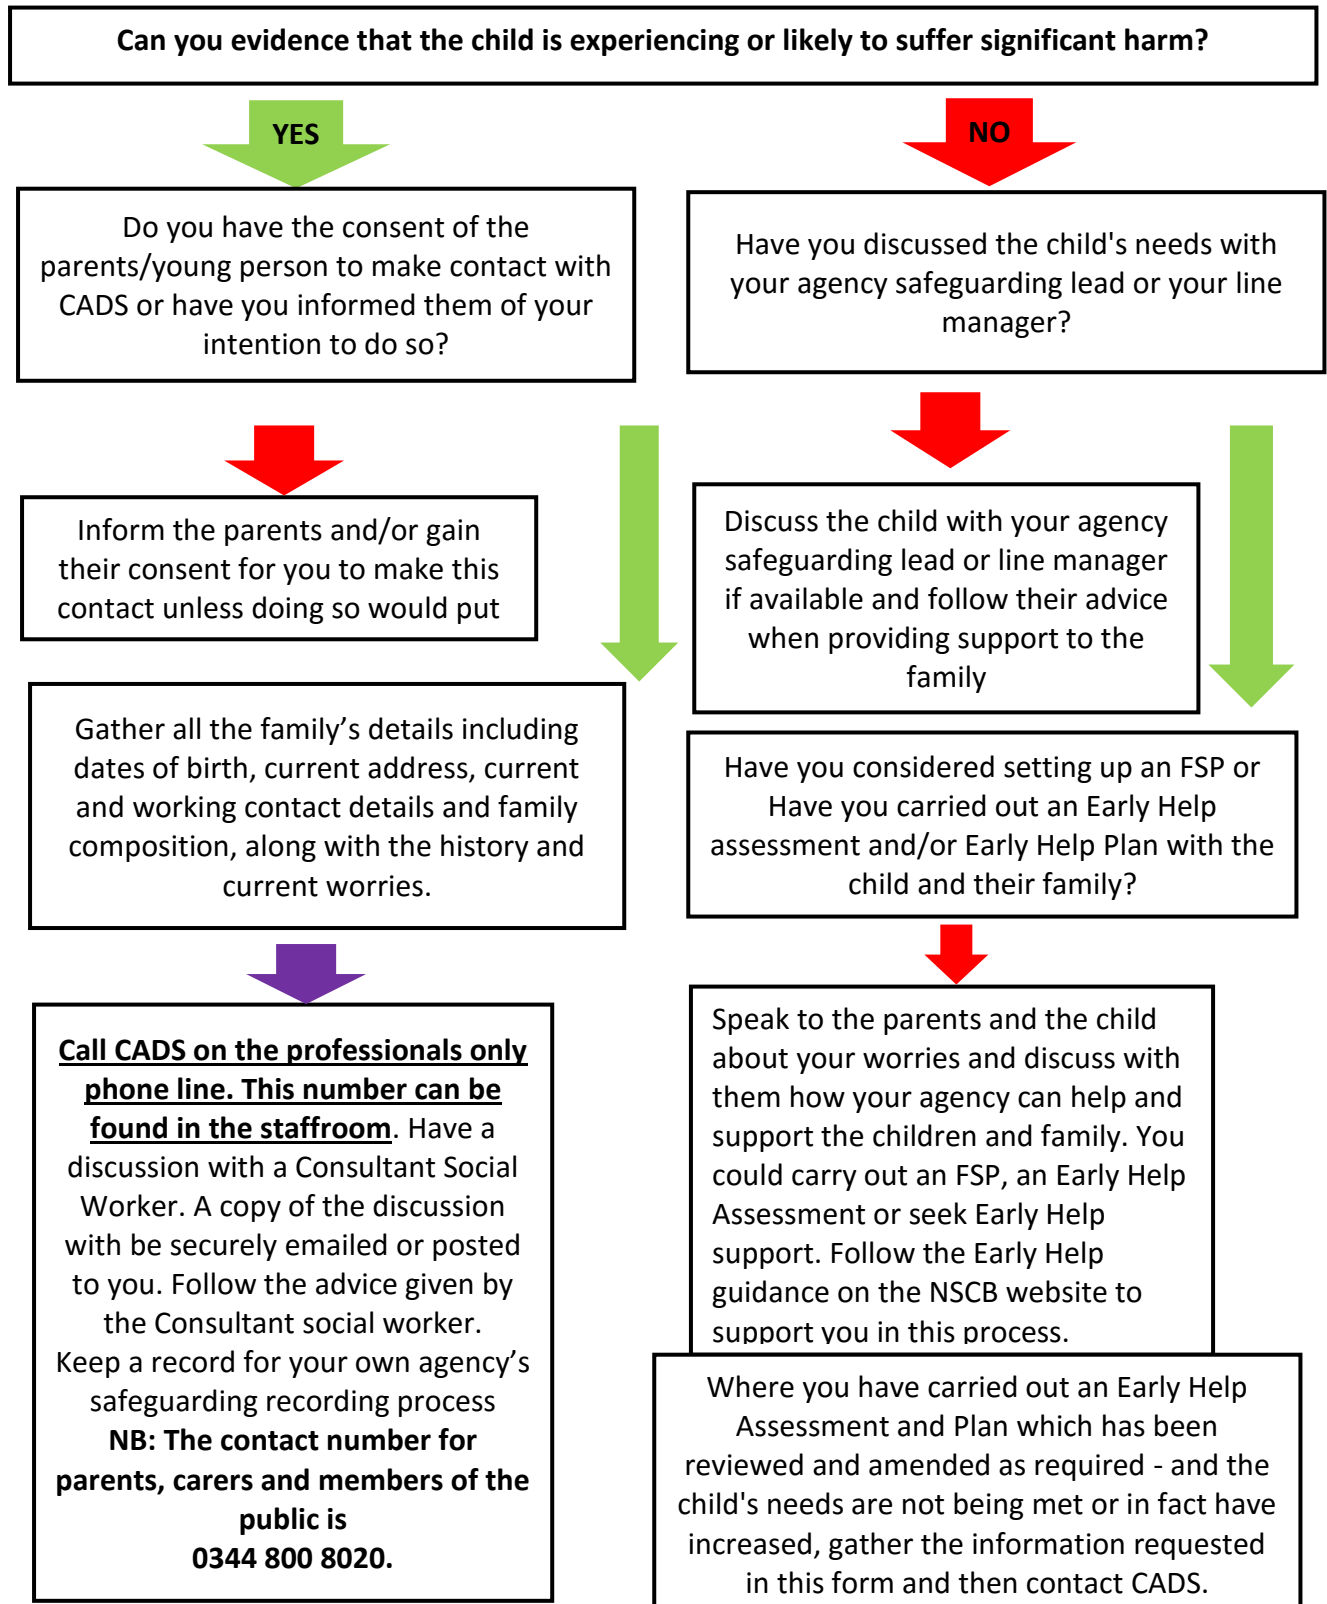 Can you evidence that the child is experiencing or likely to suffer significant harm?
YES
NO
Do you have the consent of the
parents/young person to make contact with
CADS or have you informed them of your
intention to do so?
Have you discussed the child's needs with
your agency safeguarding lead or your line
manager?
Inform the parents and/or gain
their consent for you to make this
contact unless doing so would put
Discuss the child with your agency
safeguarding lead or line manager
if available and follow their advice
when providing support to the
family
Gather all the family’s details including
dates of birth, current address, current
and working contact details and family
composition, along with the history and
current worries.
Have you considered setting up an FSP or
Have you carried out an Early Help
assessment and/or Early Help Plan with the
child and their family?
Call CADS on the professionals only
phone line. This number can be
found in the staffroom. Have a
discussion with a Consultant Social
Worker. A copy of the discussion
with be securely emailed or posted
to you. Follow the advice given by
the Consultant social worker.
Keep a record for your own agency’s
safeguarding recording process
NB: The contact number for
parents, carers and members of the
public is
0344 800 8020.
Speak to the parents and the child
about your worries and discuss with
them how your agency can help and
support the children and family. You
could carry out an FSP, an Early Help
Assessment or seek Early Help
support. Follow the Early Help
guidance on the NSCB website to
support you in this process.
Where you have carried out an Early Help
Assessment and Plan which has been
reviewed and amended as required - and the
child's needs are not being met or in fact have
increased, gather the information requested
in this form and then contact CADS.